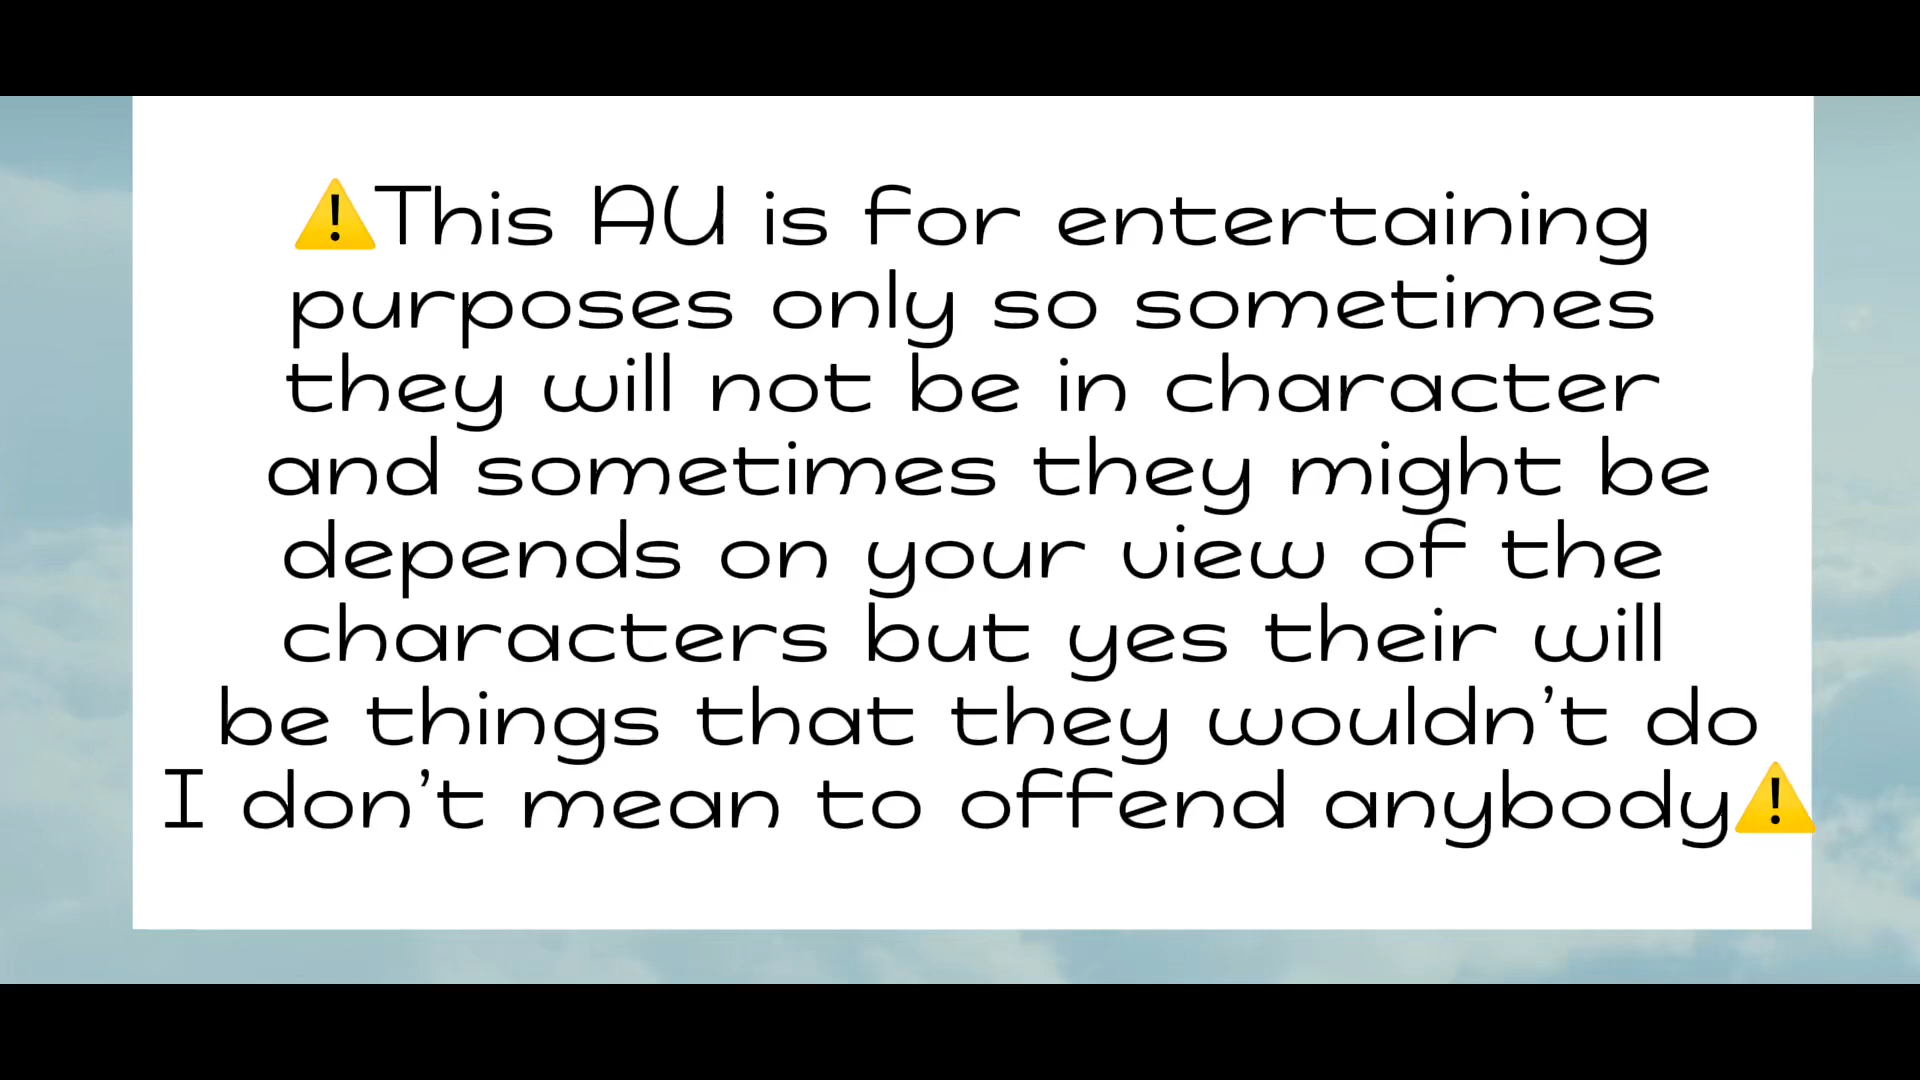 ⚠️This AU is for entertaining
purposes only so sometimes
they will not be in character
and sometimes they might be
depends on your view of the
characters but yes their will
be things that they wouldn’t do
I don’t mean to offend anybody⚠️